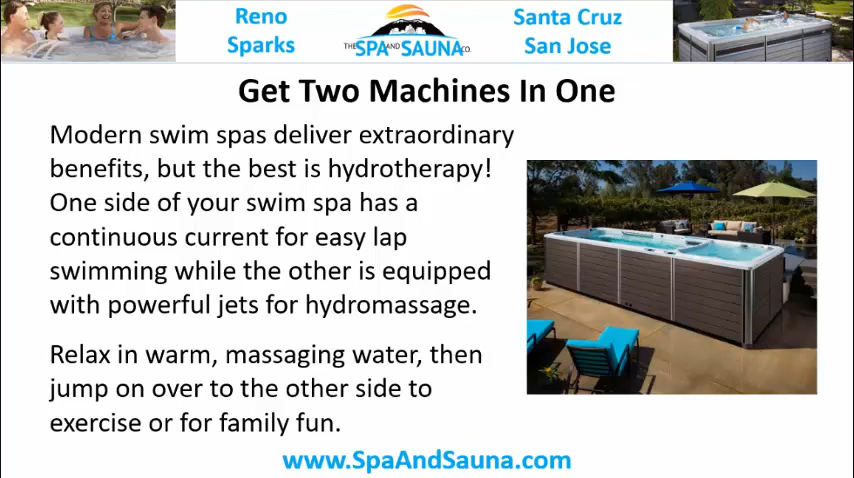 Reno
Sparks
THE SPA AND SAUNA CO.
Santa Cruz
San Jose
Get Two Machines In One
Modern swim spas deliver extraordinary
benefits, but the best is hydrotherapy!
One side of your swim spa has a
continuous current for easy lap
swimming while the other is equipped
with powerful jets for hydromassage.
Relax in warm, massaging water, then
jump on over to the other side to
exercise or for family fun.
www.SpaAndSauna.com